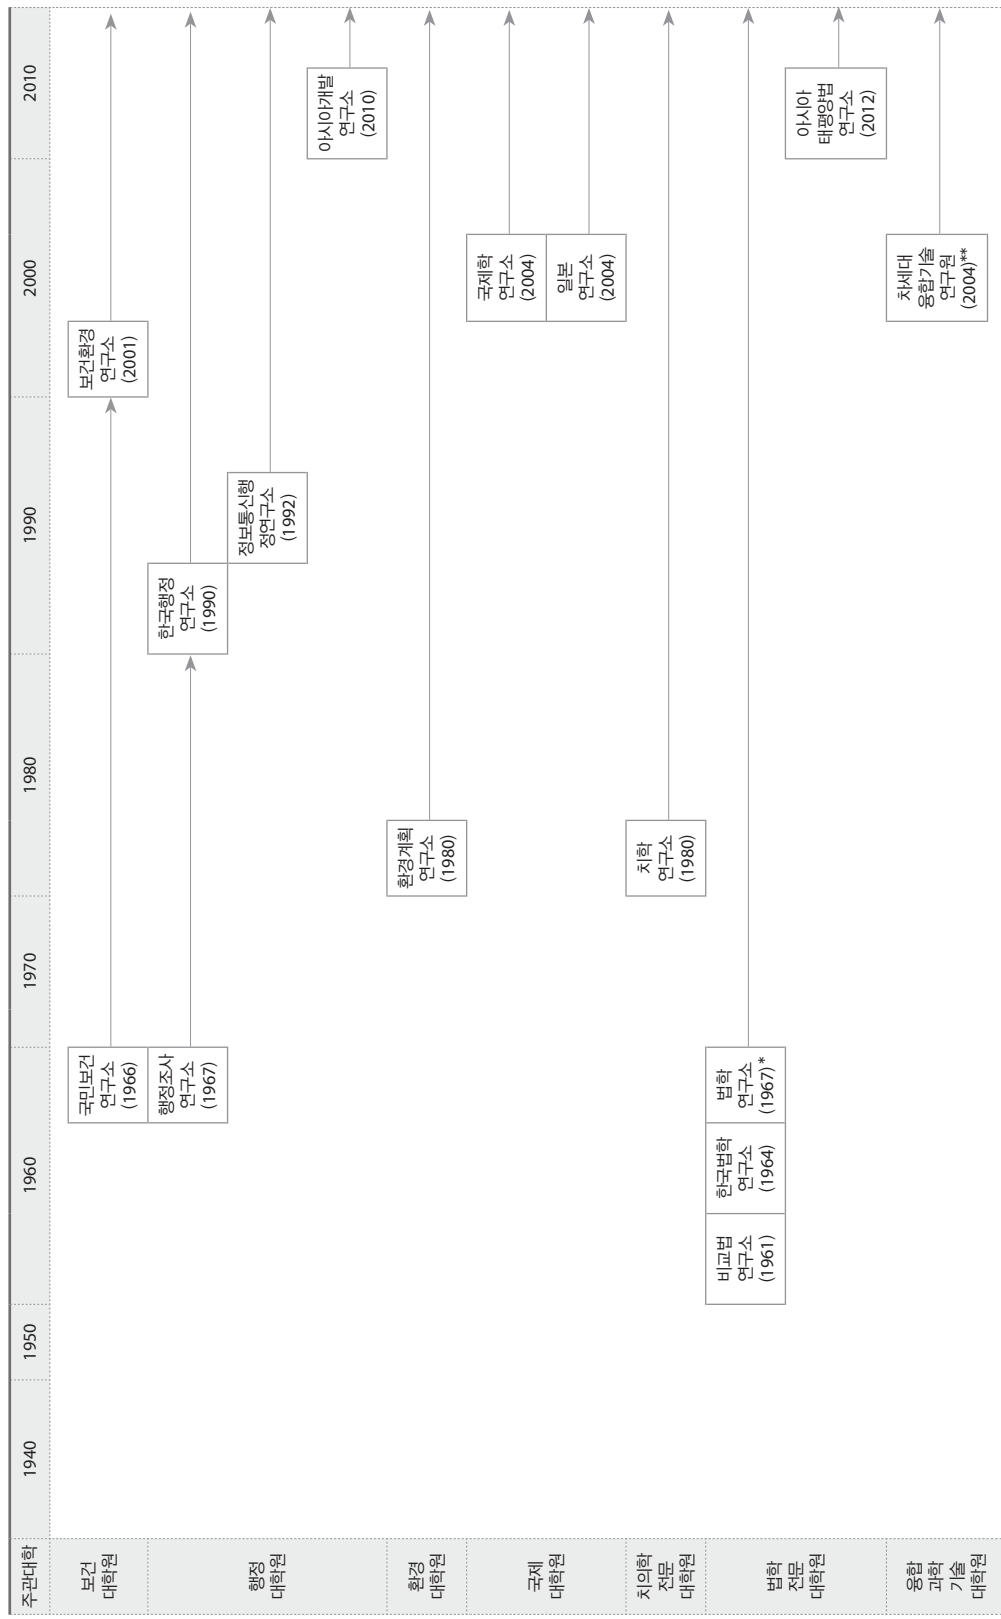 주관대학
1940
1950
1960
1970
1980
1990
2000
2010
보건
대학원
국민보건
연구소
(1966)
보건환경
연구소
(2001)
행정
대학원
행정조사
연구소
(1967)
한국행정
연구소
(1990)
정보통신행
정연구소
(1992)
아시아개발
연구소
(2010)
환경
대학원
환경계획
연구소
(1980)
국제
대학원
국제학
연구소
(2004)
일본
연구소
(2004)
치의학
전문
대학원
치학
연구소
(1980)
법학
전문
대학원
비교법
연구소
(1961)
한국법학
연구소
(1964)
법학
연구소
(1967)*
아시아
태평양법
연구소
(2012)
융합
과학
기술
대학원
차세대
융합기술
연구원
(2004)**